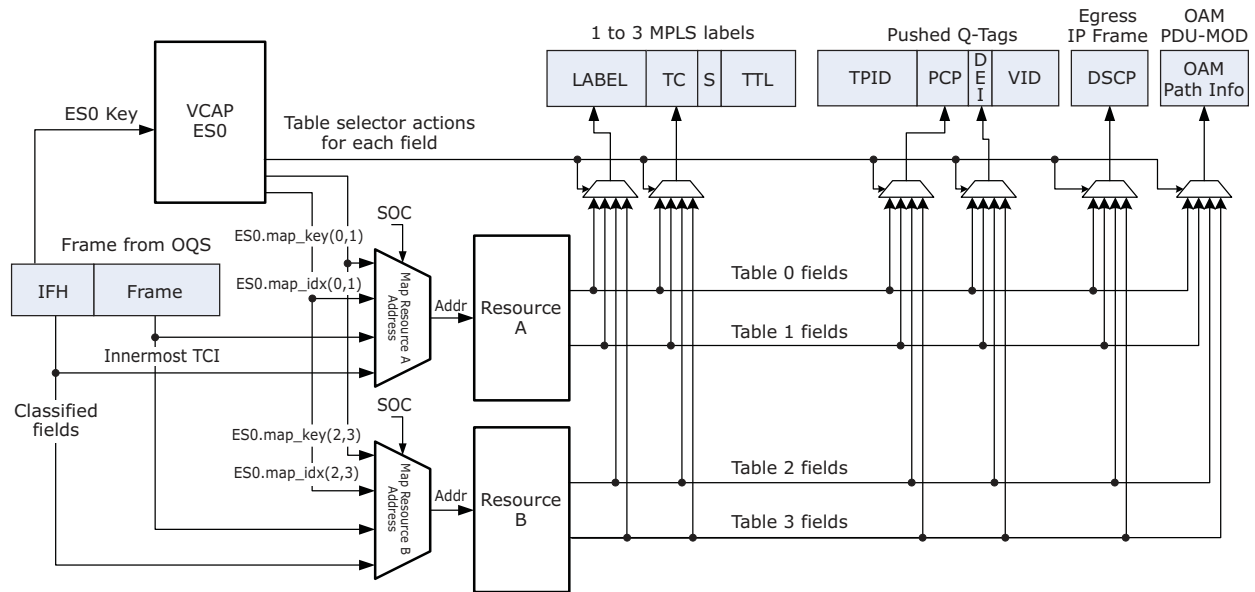 Egress
IP Frame
OAM
PDU-MOD
1 to 3 MPLS labels
Pushed Q-Tags
LABEL
TC
S
TTL
TPID
PCP
DEI
VID
DSCP
OAM
Path Info
VCAP
ES0
ES0 Key
Table selector actions
for each field
SOC
ES0.map_key(0,1)
Frame from OQS
IFH
Frame
ES0.map_idx(0,1)
Map Resource A
Address
Addr
Resource
A
Table 0 fields
Table 1 fields
Innermost TCI
Classified
fields
SOC
ES0.map_key(2,3)
ES0.map_idx(2,3)
Map Resource B
Address
Addr
Resource
B
Table 2 fields
Table 3 fields